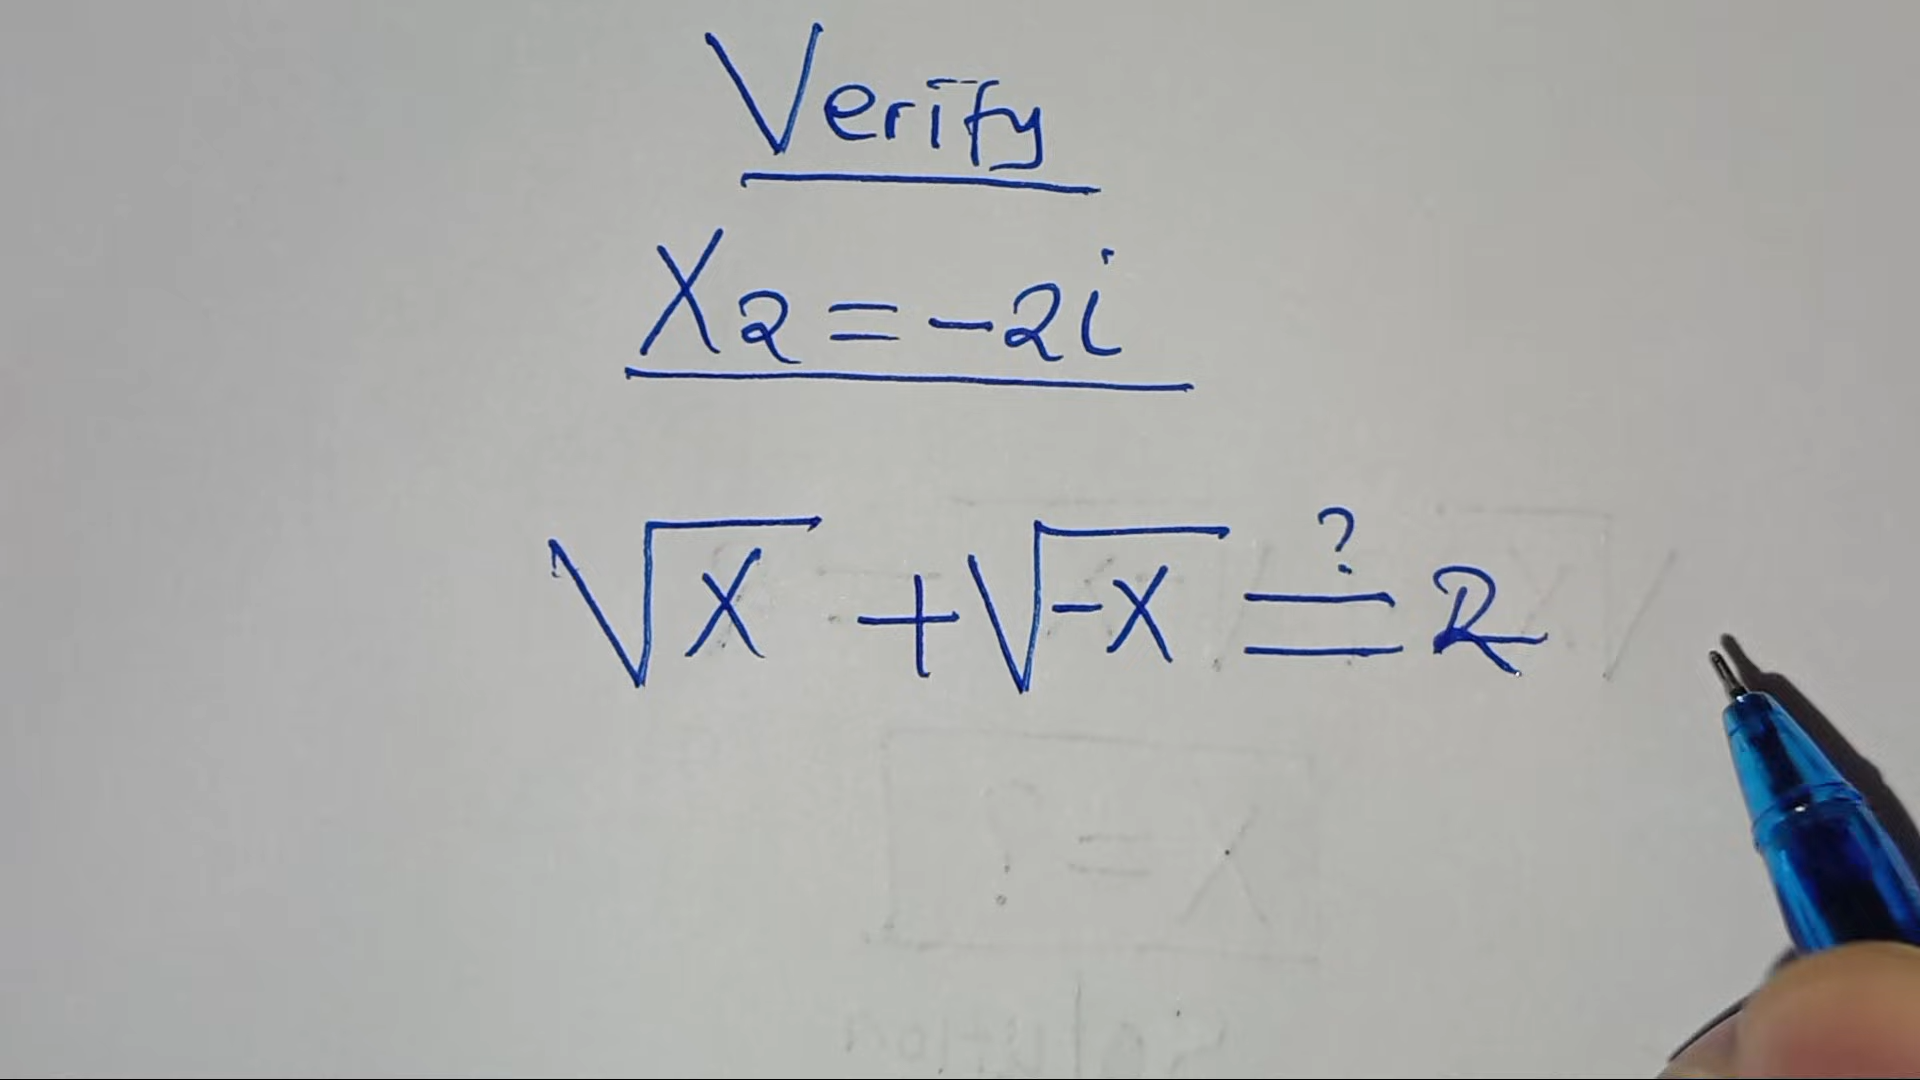 Verify
X₂ = -2i
√X + √-X ≟ 2